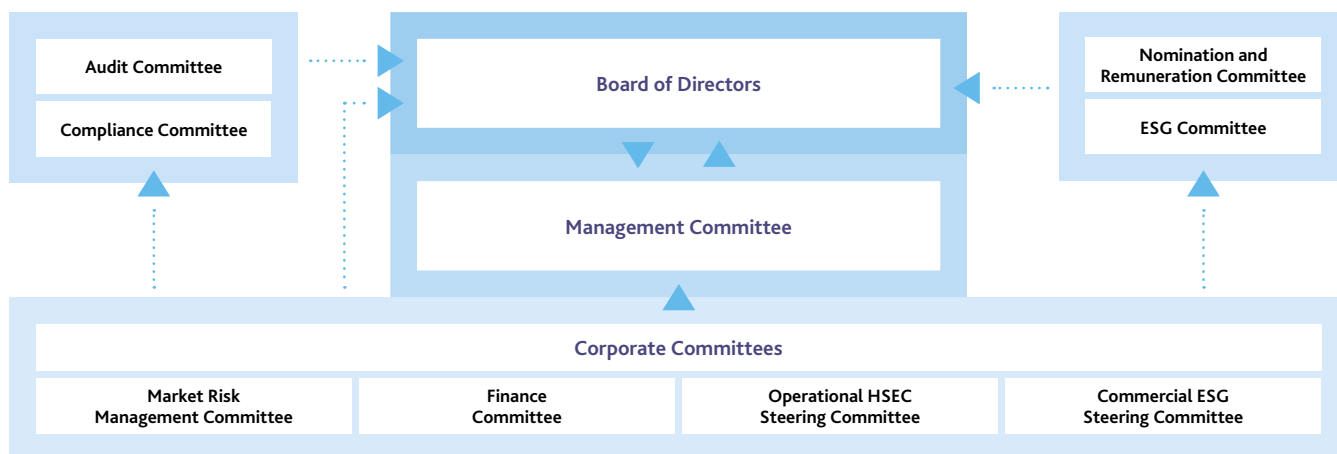 Audit Committee
Compliance Committee
Board of Directors
Nomination and
Remuneration Committee
ESG Committee
Management Committee
Corporate Committees
Market Risk
Management Committee
Finance
Committee
Operational HSEC
Steering Committee
Commercial ESG
Steering Committee